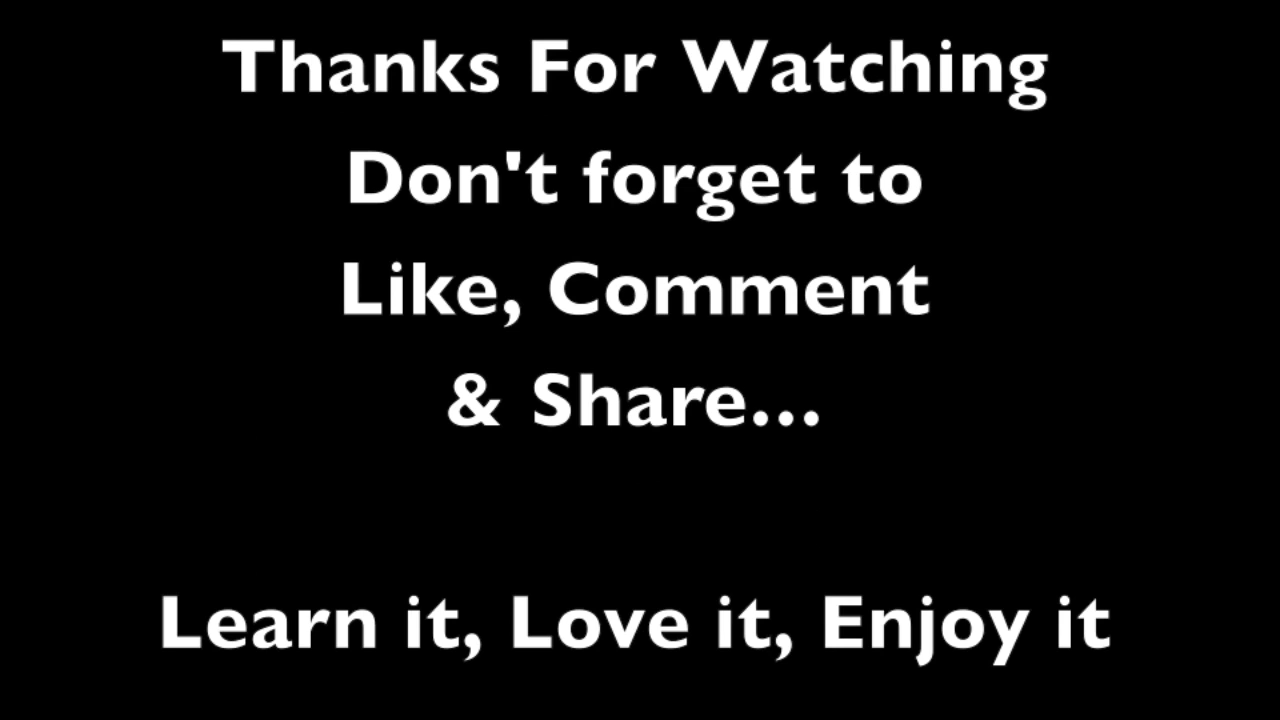 Thanks For Watching
Don't forget to
Like, Comment
& Share...
Learn it, Love it, Enjoy it